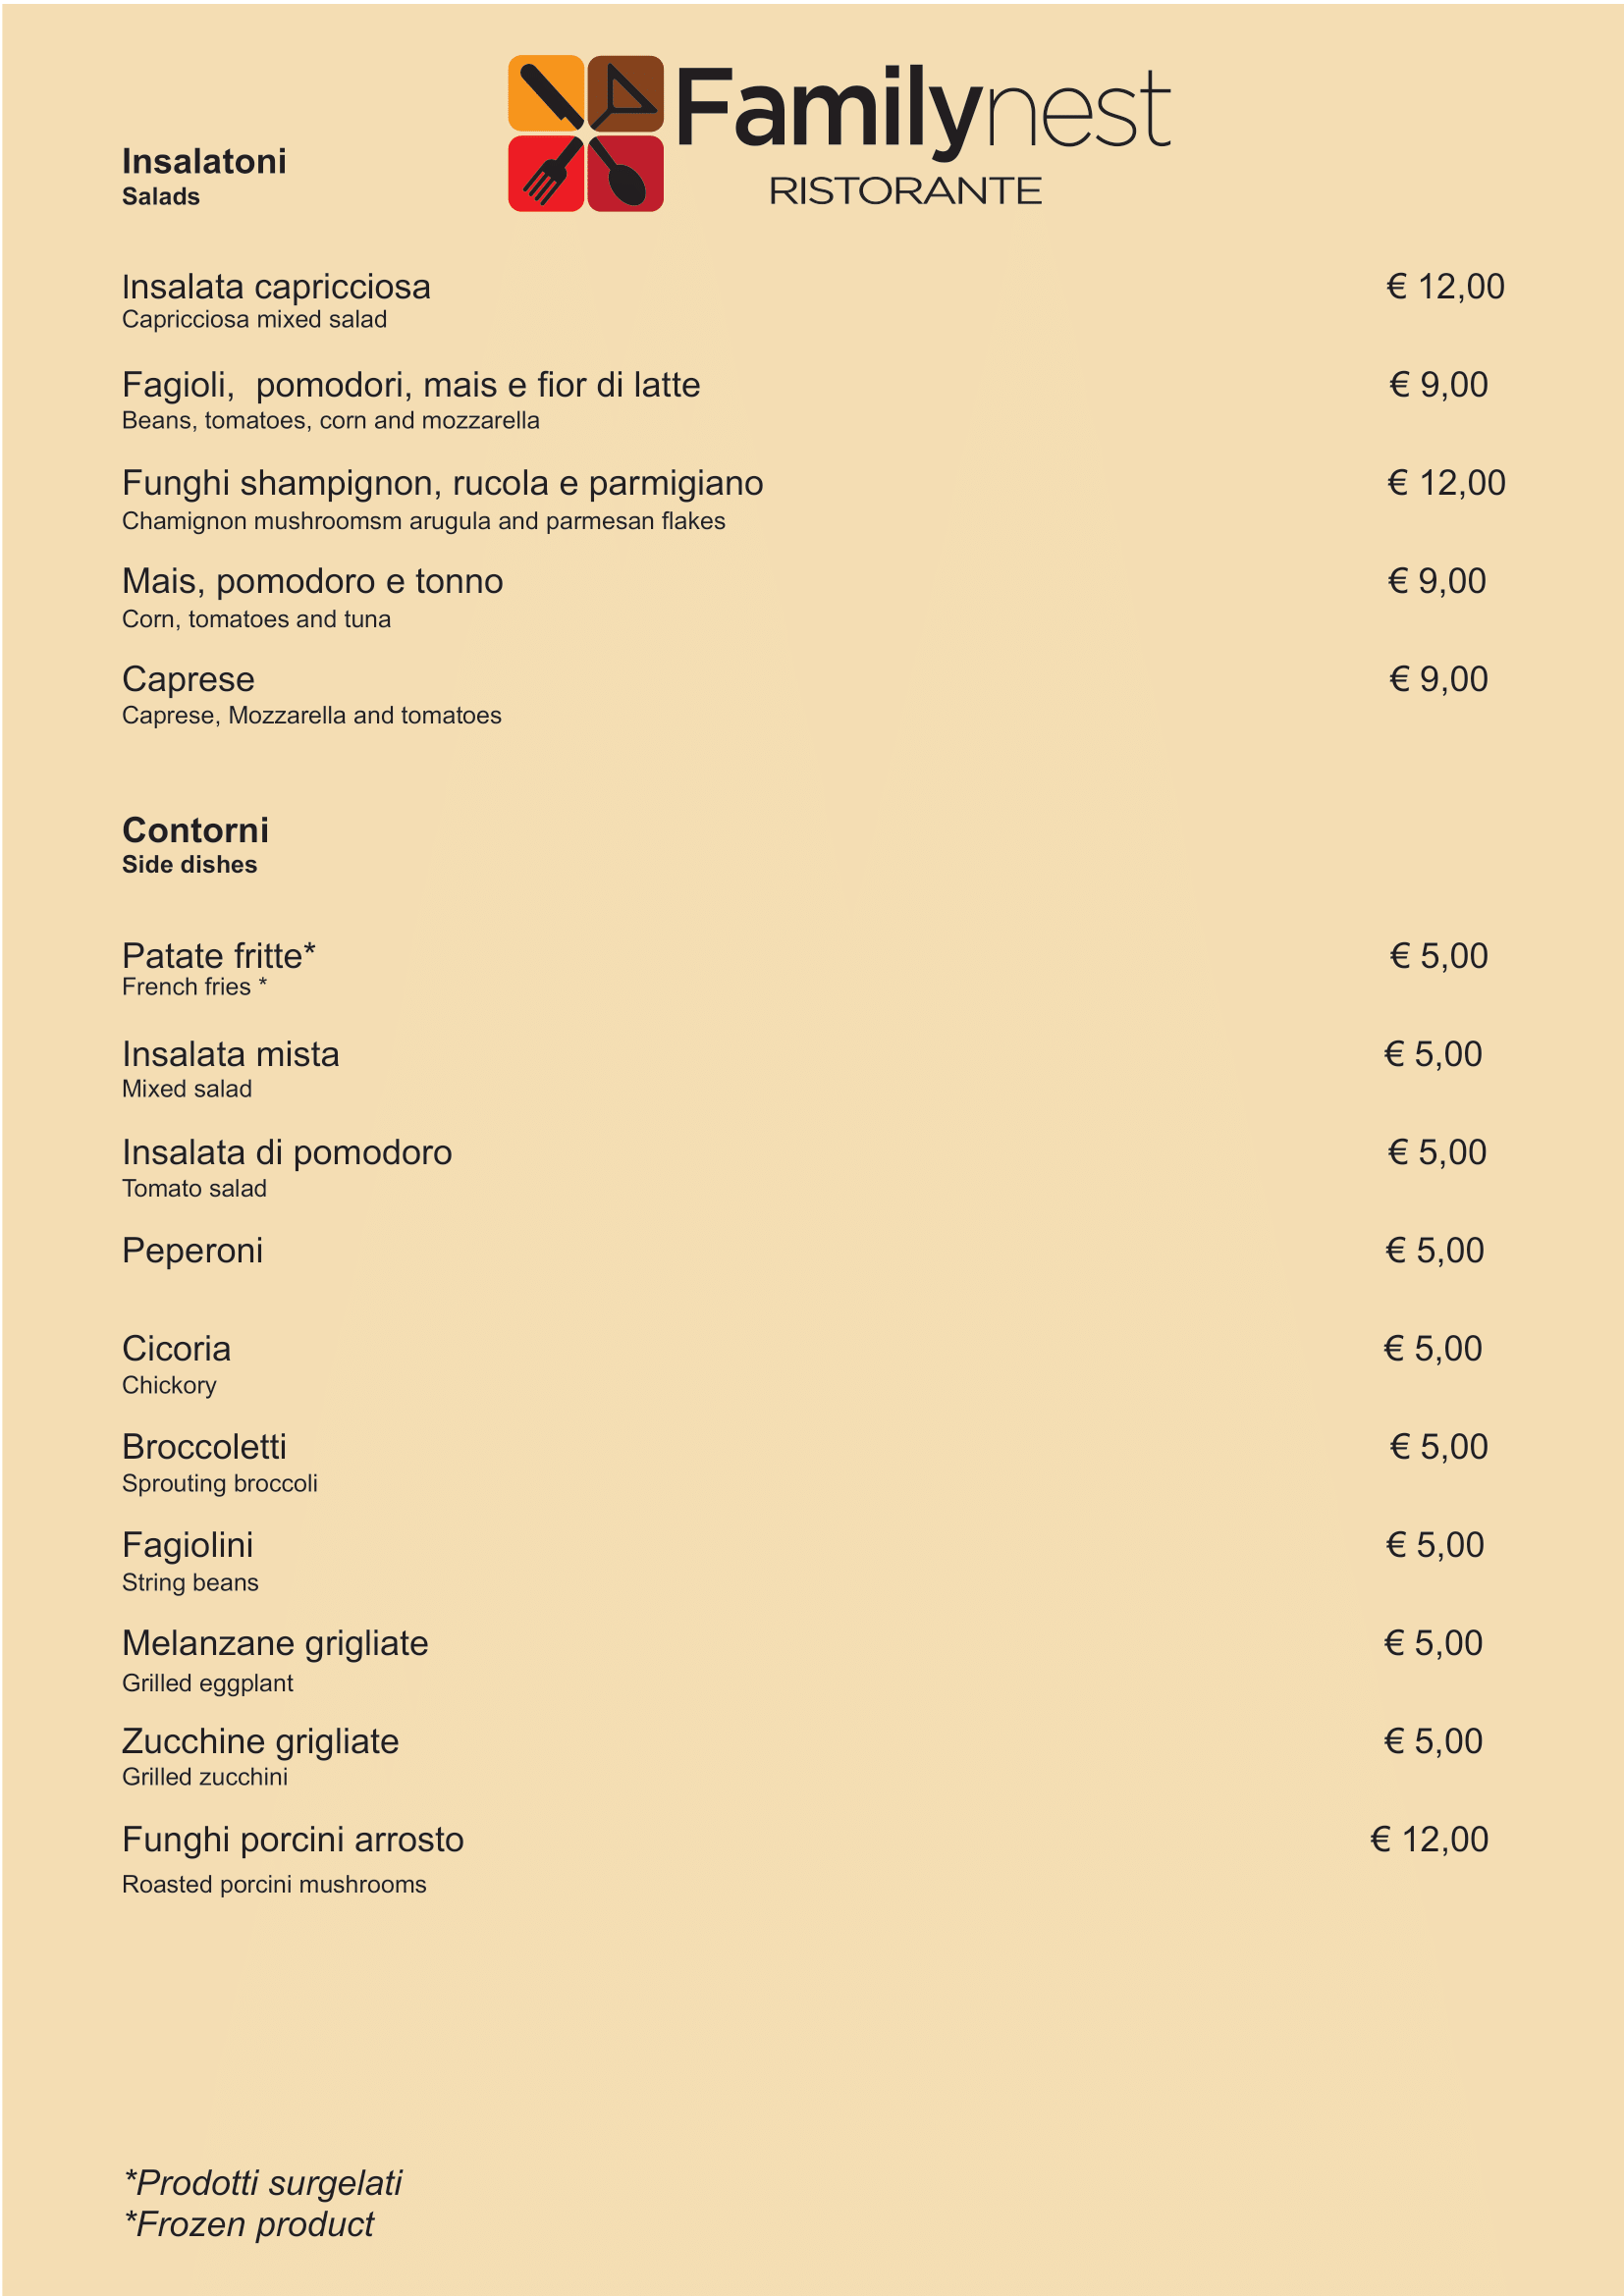 Familynest
RISTORANTE
Insalatoni
Salads
Insalata capricciosa € 12,00
Capricciosa mixed salad
Fagioli,  pomodori, mais e fior di latte € 9,00
Beans, tomatoes, corn and mozzarella
Funghi shampignon, rucola e parmigiano € 12,00
Chamignon mushroomsm arugula and parmesan flakes
Mais, pomodoro e tonno € 9,00
Corn, tomatoes and tuna
Caprese € 9,00
Caprese, Mozzarella and tomatoes
Contorni
Side dishes
Patate fritte* € 5,00
French fries *
Insalata mista € 5,00
Mixed salad
Insalata di pomodoro € 5,00
Tomato salad
Peperoni € 5,00
Cicoria € 5,00
Chickory
Broccoletti € 5,00
Sprouting broccoli
Fagiolini € 5,00
String beans
Melanzane grigliate € 5,00
Grilled eggplant
Zucchine grigliate € 5,00
Grilled zucchini
Funghi porcini arrosto € 12,00
Roasted porcini mushrooms
*Prodotti surgelati
*Frozen product